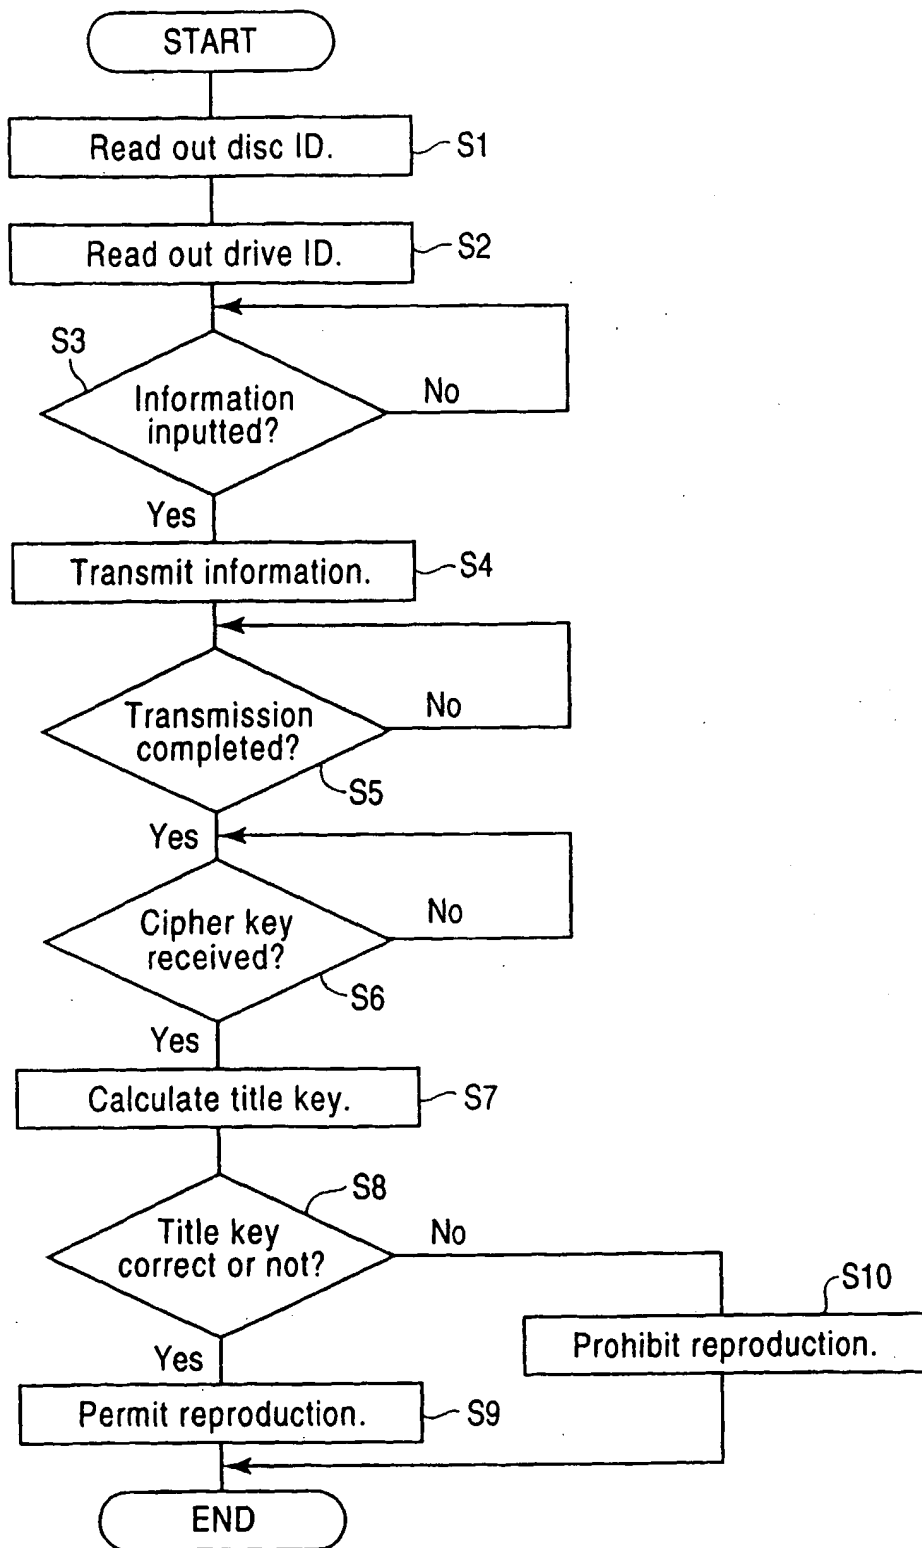 START
Read out disc ID.
S1
Read out drive ID.
S2
S3
Information
inputted?
No
Yes
Transmit information.
S4
Transmission
completed?
No
S5
Yes
Cipher key
received?
No
S6
Yes
Calculate title key.
S7
S8
Title key
correct or not?
No
S10
Prohibit reproduction.
Yes
Permit reproduction.
S9
END